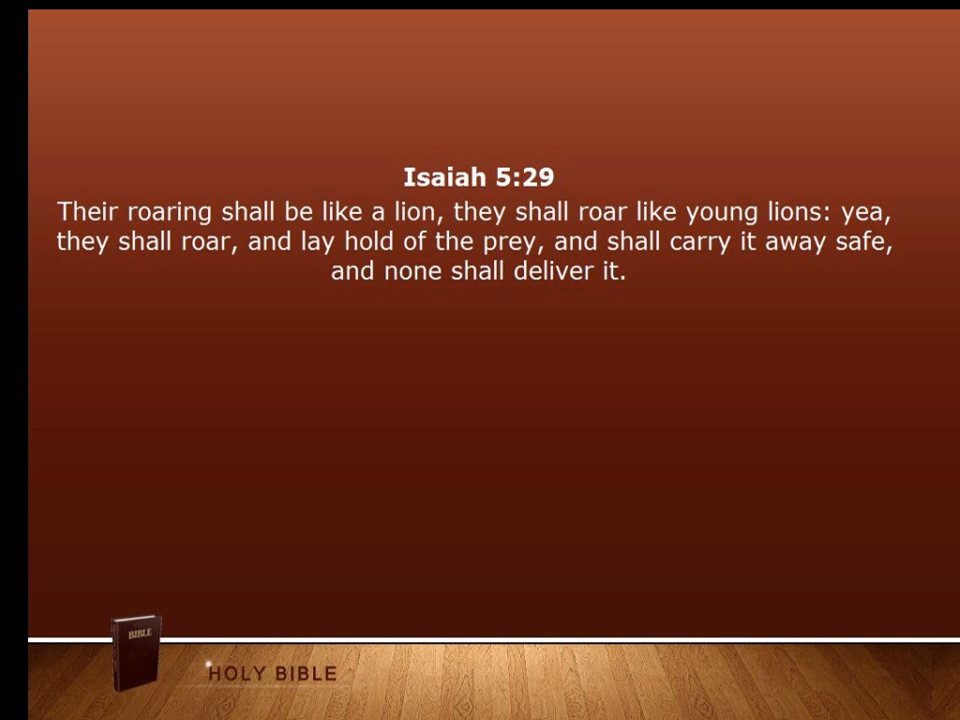 Isaiah 5:29
Their roaring shall be like a lion, they shall roar like young lions: yea,
they shall roar, and lay hold of the prey, and shall carry it away safe,
and none shall deliver it.
BIBLE
HOLY BIBLE